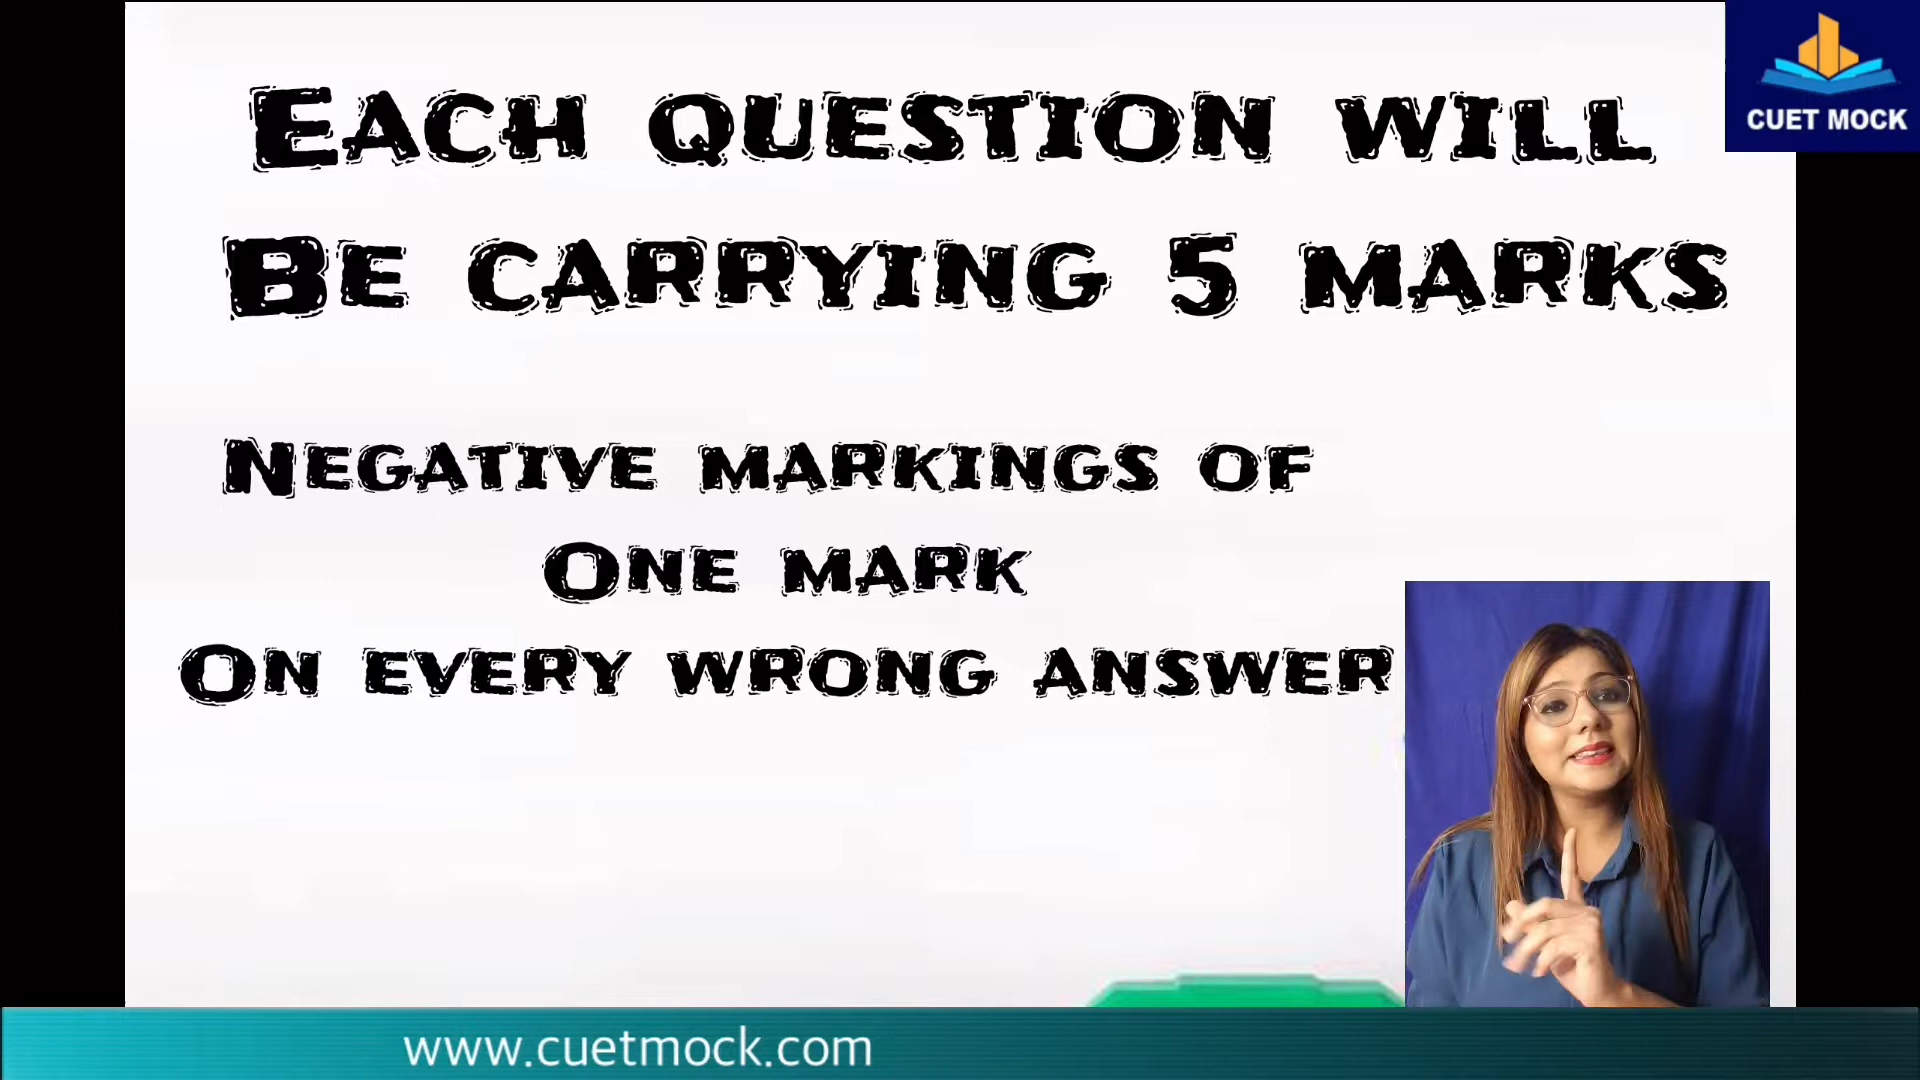 Each question will
Be carrying 5 marks
Negative markings of
One mark
On every wrong answer
CUET MOCK
www.cuetmock.com